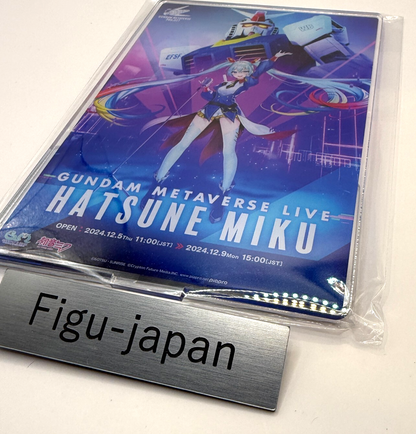 EFSF
GUNDAM METAVERSE LIVE
HATSUNE MIKU
OPEN : 2024.12.5Thu 11:00[JST] >> 2024.12.9Mon 15:00[JST]
初音ミク
Figu-japan